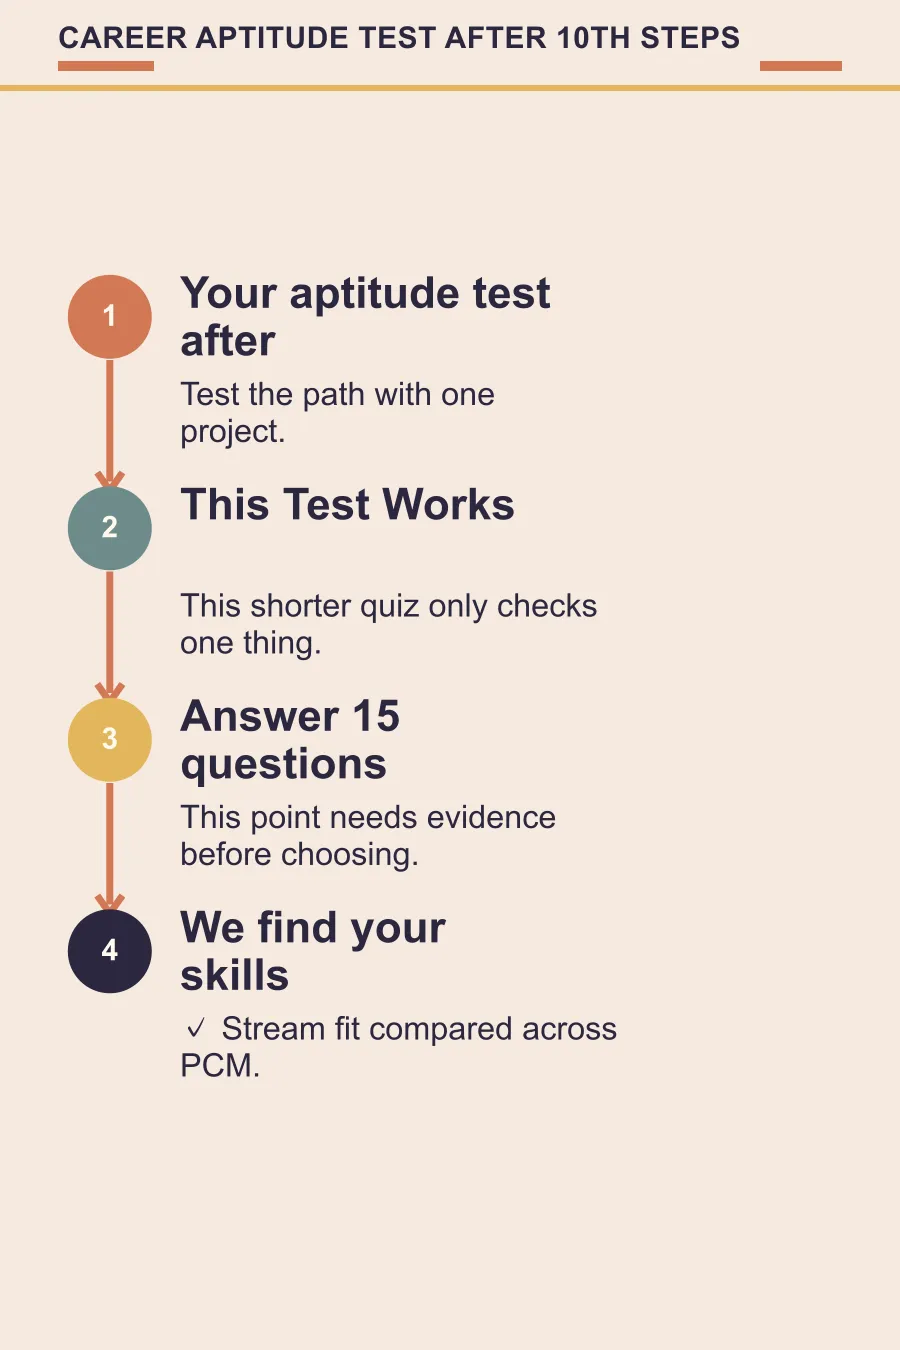 CAREER APTITUDE TEST AFTER 10TH STEPS
1
Your aptitude test
after
Test the path with one
project.
2
This Test Works
This shorter quiz only checks
one thing.
3
Answer 15
questions
This point needs evidence
before choosing.
4
We find your
skills
✓ Stream fit compared across
PCM.